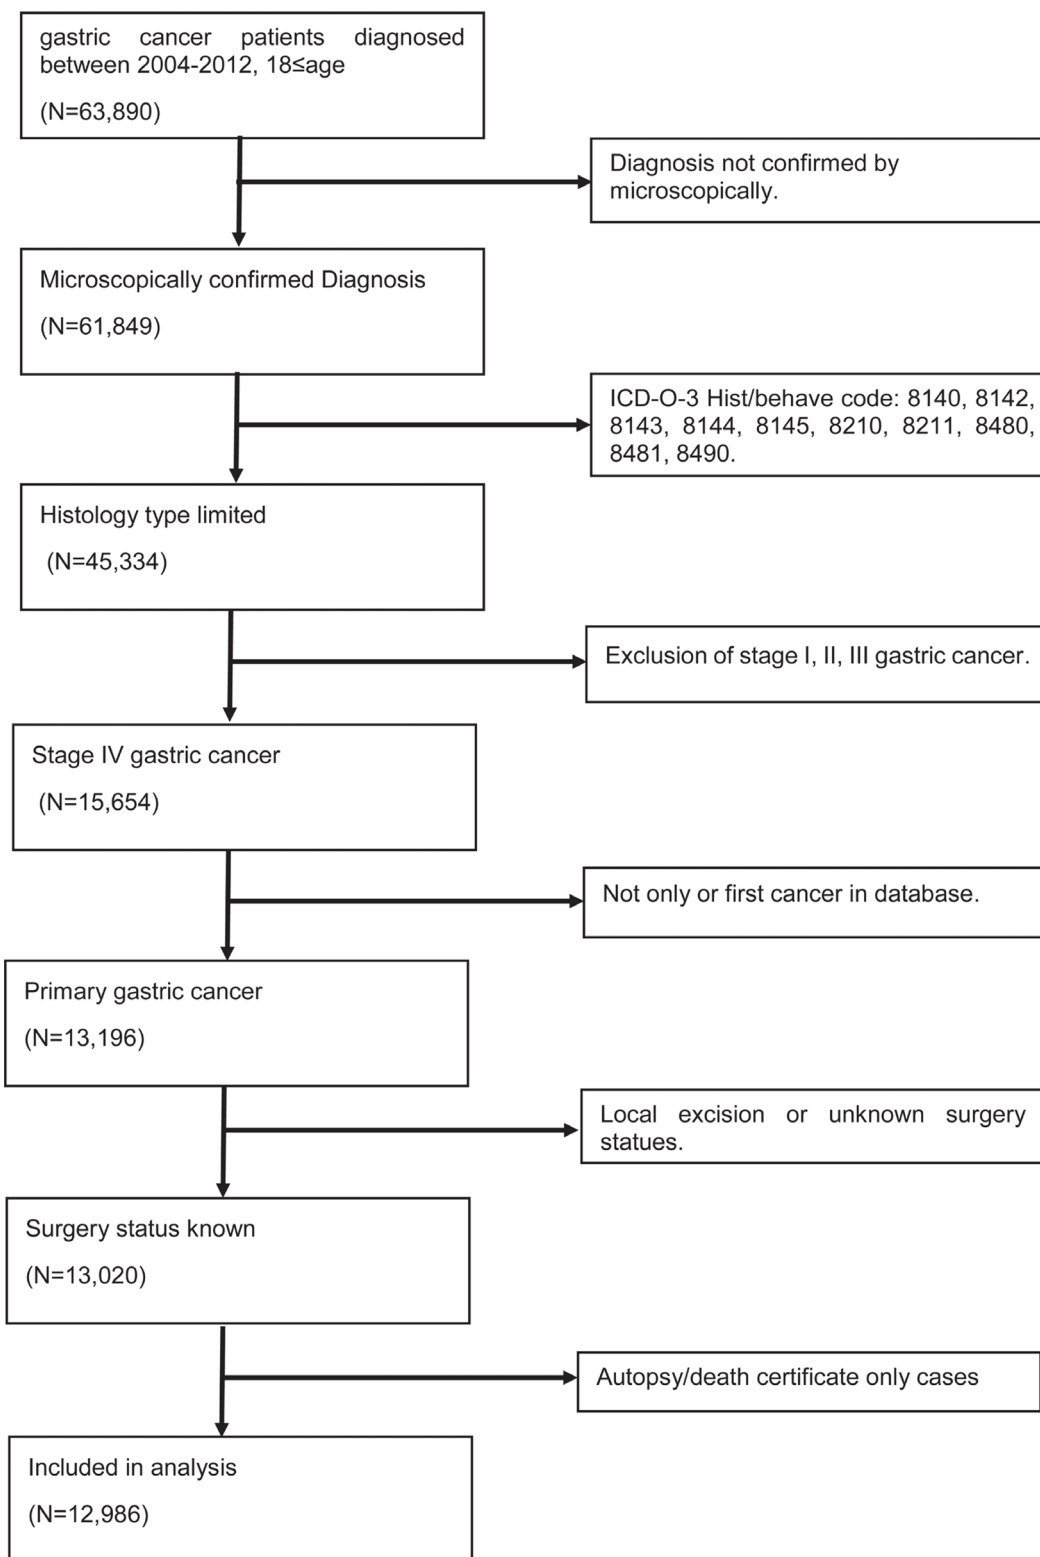 gastric cancer patients diagnosed
between 2004-2012, 18≤age
(N=63,890)
Diagnosis not confirmed by
microscopically.
Microscopically confirmed Diagnosis
(N=61,849)
ICD-O-3 Hist/behave code: 8140, 8142,
8143, 8144, 8145, 8210, 8211, 8480,
8481, 8490.
Histology type limited
(N=45,334)
Exclusion of stage I, II, III gastric cancer.
Stage IV gastric cancer
(N=15,654)
Not only or first cancer in database.
Primary gastric cancer
(N=13,196)
Local excision or unknown surgery
statues.
Surgery status known
(N=13,020)
Autopsy/death certificate only cases
Included in analysis
(N=12,986)